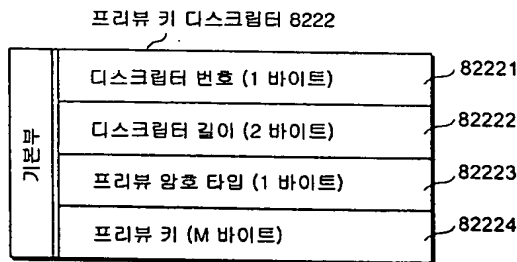 프리뷰 키 디스크립터 8222
기본부
디스크립터 번호 (1 바이트) 82221
디스크립터 길이 (2 바이트) 82222
프리뷰 암호 타입 (1 바이트) 82223
프리뷰 키 (M 바이트) 82224